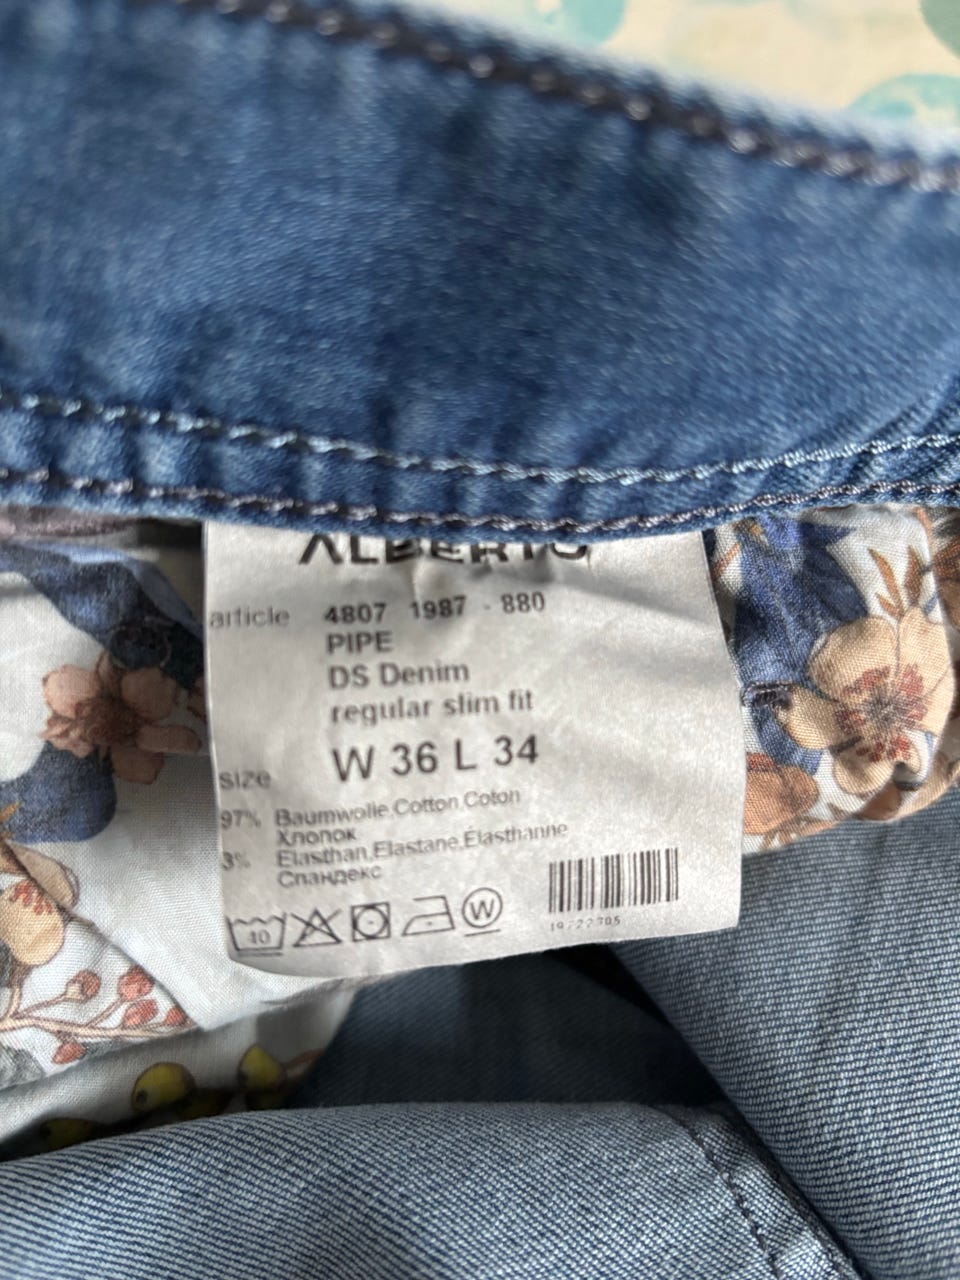 ALBERTO
article 4807 1987 - 880
PIPE
DS Denim
regular slim fit
size W 36 L 34
97% Baumwolle,Cotton,Coton
Хлопок
3% Elasthan,Elastane,Élasthanne
Спандекс
40
W